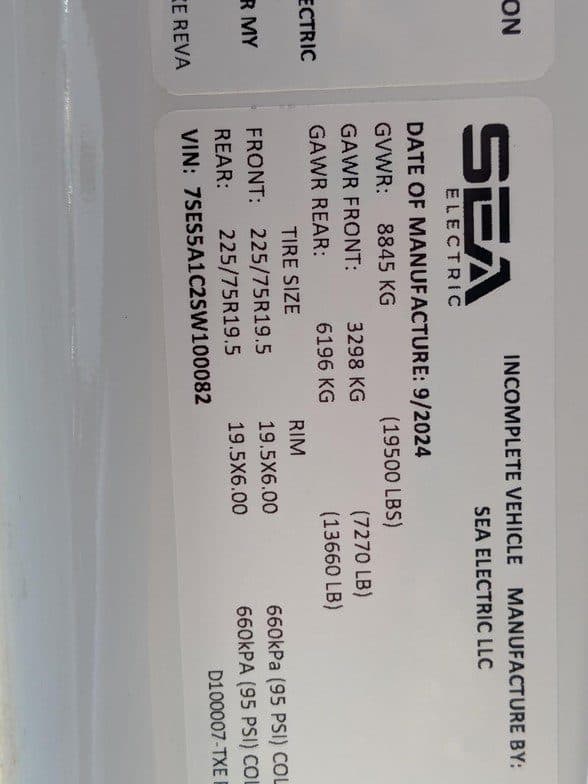 ON
ECTRIC
R MY
E REVA
SEA
ELECTRIC
INCOMPLETE VEHICLE MANUFACTURE BY:
SEA ELECTRIC LLC
DATE OF MANUFACTURE: 9/2024
GVWR: 8845 KG (19500 LBS)
GAWR FRONT: 3298 KG (7270 LB)
GAWR REAR: 6196 KG (13660 LB)
TIRE SIZE RIM
FRONT: 225/75R19.5 19.5X6.00 660kPa (95 PSI) COL
REAR: 225/75R19.5 19.5X6.00 660kPA (95 PSI) COL
VIN: 7SES5A1C2SW100082
D100007-TXE